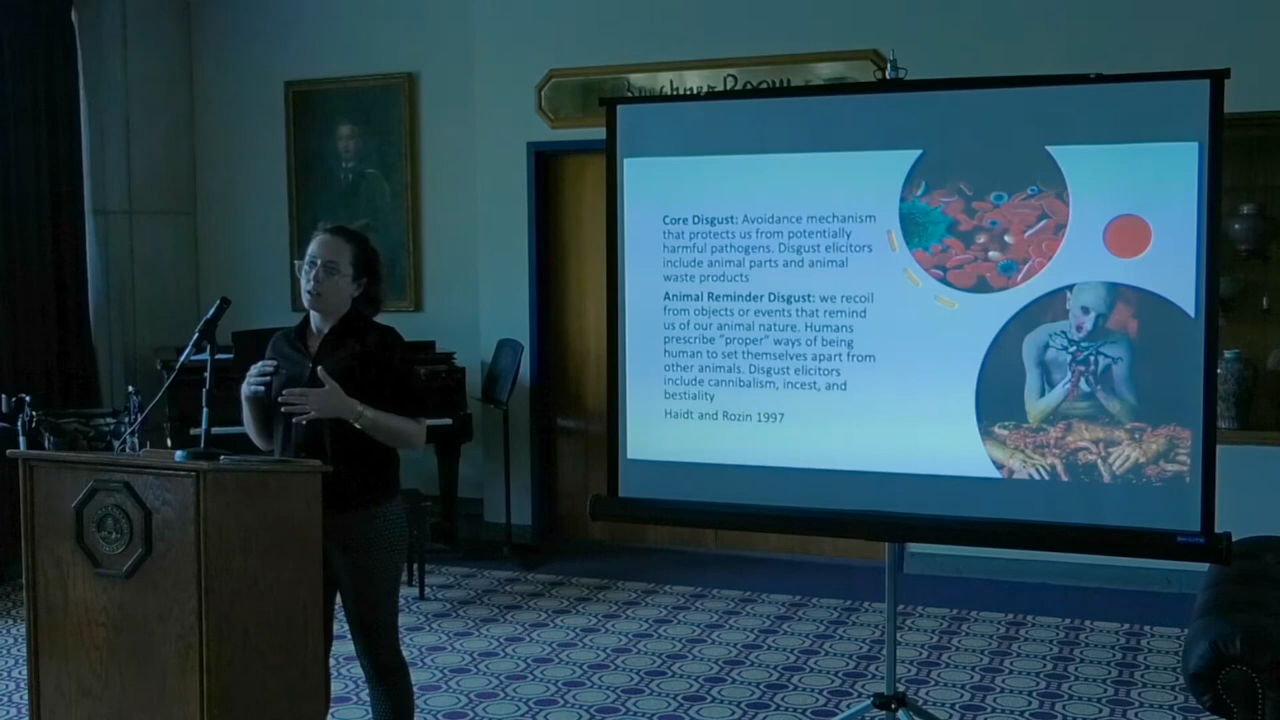 Buechner Room
Core Disgust: Avoidance mechanism
that protects us from potentially
harmful pathogens. Disgust elicitors
include animal parts and animal
waste products
Animal Reminder Disgust: we recoil
from objects or events that remind
us of our animal nature. Humans
prescribe “proper” ways of being
human to set themselves apart from
other animals. Disgust elicitors
include cannibalism, incest, and
bestiality
Haidt and Rozin 1997